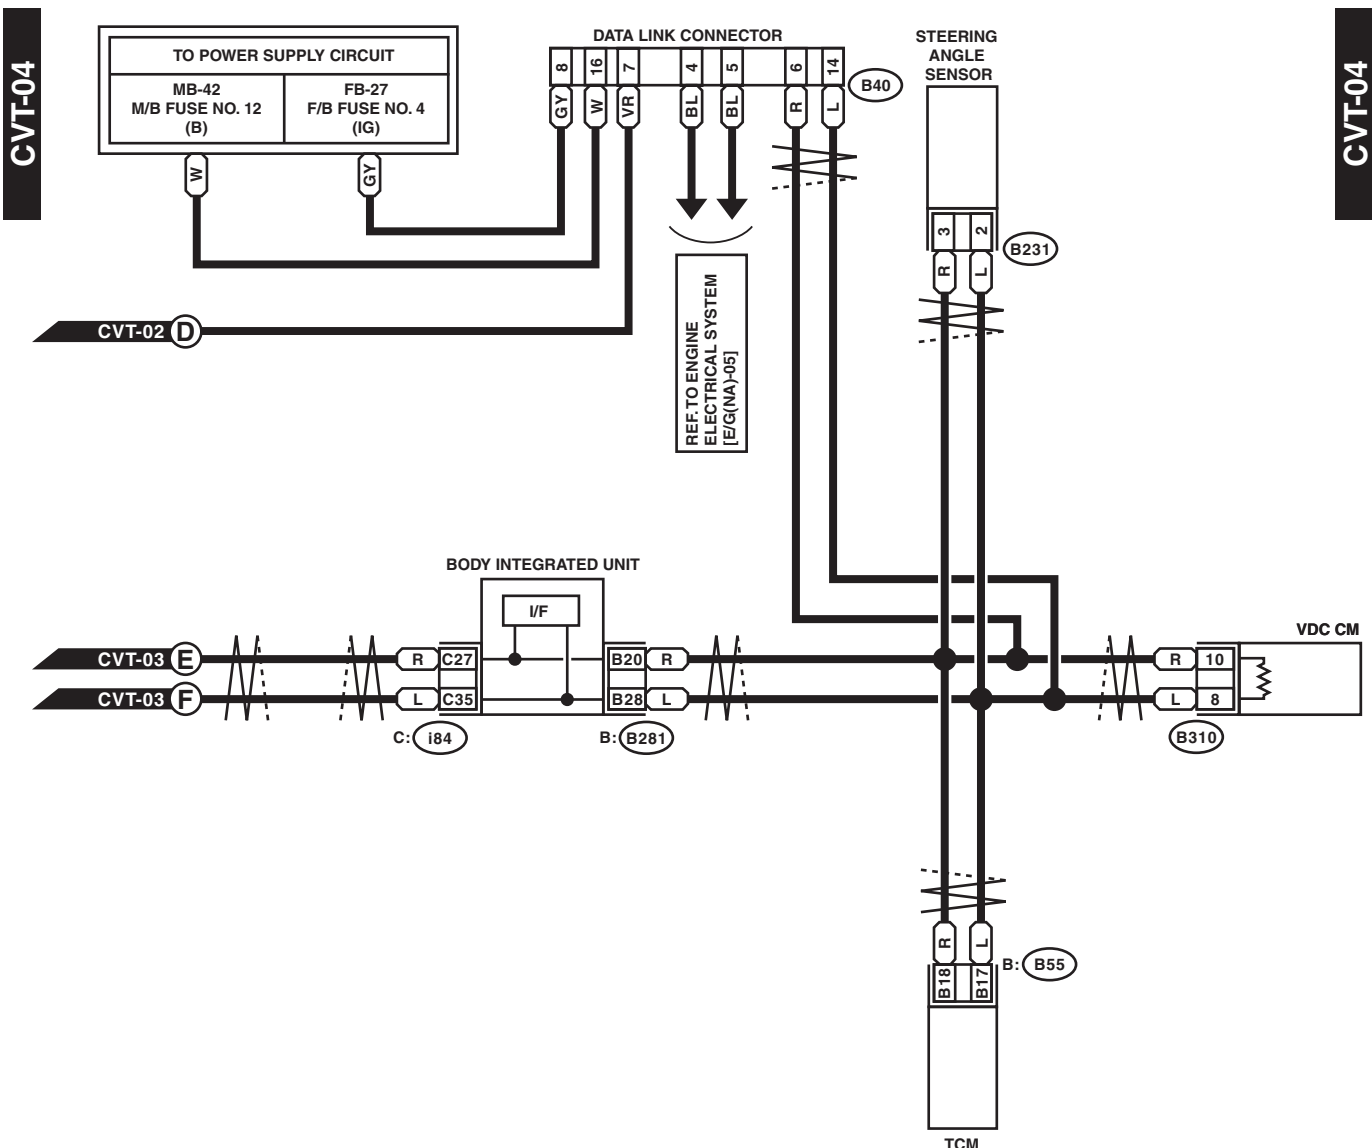 CVT-04
CVT-04
TO POWER SUPPLY CIRCUIT
MB-42
M/B FUSE NO. 12
(B)
FB-27
F/B FUSE NO. 4
(IG)
W
GY
DATA LINK CONNECTOR
8 16 7 4 5 6 14
B40
GY W VR BL BL R L
STEERING
ANGLE
SENSOR
3 2
B231
R L
CVT-02 D
REF. TO ENGINE
ELECTRICAL SYSTEM
[E/G(NA)-05]
BODY INTEGRATED UNIT
I/F
VDC CM
CVT-03 E
R C27
B20 R
R 10
CVT-03 F
L C35
B28 L
L 8
C: i84
B: B281
B310
R L
B18 B17
B: B55
TCM